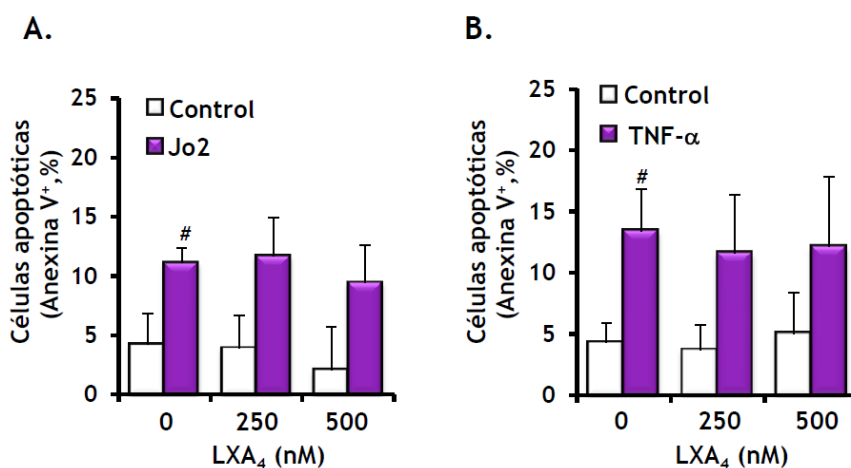 A.
Células apoptóticas
(Anexina V⁺,%)
25
20
15
10
5
0
Control
Jo2
#
0 250 500
LXA₄ (nM)
B.
Células apoptóticas
(Anexina V⁺,%)
25
20
15
10
5
0
Control
TNF-α
#
0 250 500
LXA₄ (nM)